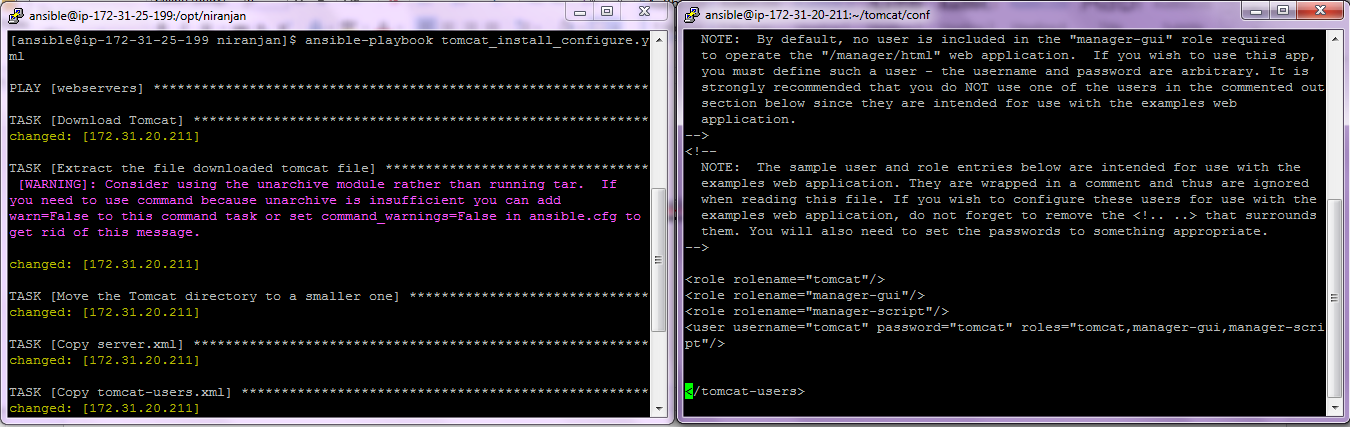 ansible@ip-172-31-25-199:/opt/niranjan
[ansible@ip-172-31-25-199 niranjan]$ ansible-playbook tomcat_install_configure.y
ml
PLAY [webservers] **************************************************************
TASK [Download Tomcat] *********************************************************
changed: [172.31.20.211]
TASK [Extract the file downloaded tomcat file] *********************************
[WARNING]: Consider using the unarchive module rather than running tar.  If
you need to use command because unarchive is insufficient you can add
warn=False to this command task or set command_warnings=False in ansible.cfg to
get rid of this message.
changed: [172.31.20.211]
TASK [Move the Tomcat directory to a smaller one] ******************************
changed: [172.31.20.211]
TASK [Copy server.xml] *********************************************************
changed: [172.31.20.211]
TASK [Copy tomcat-users.xml] ***************************************************
changed: [172.31.20.211]
ansible@ip-172-31-20-211:~/tomcat/conf
NOTE:  By default, no user is included in the "manager-gui" role required
to operate the "/manager/html" web application.  If you wish to use this app,
you must define such a user - the username and password are arbitrary. It is
strongly recommended that you do NOT use one of the users in the commented out
section below since they are intended for use with the examples web
application.
-->
<!--
NOTE:  The sample user and role entries below are intended for use with the
examples web application. They are wrapped in a comment and thus are ignored
when reading this file. If you wish to configure these users for use with the
examples web application, do not forget to remove the <!.. ..> that surrounds
them. You will also need to set the passwords to something appropriate.
-->
<role rolename="tomcat"/>
<role rolename="manager-gui"/>
<role rolename="manager-script"/>
<user username="tomcat" password="tomcat" roles="tomcat,manager-gui,manager-scri
pt"/>
</tomcat-users>